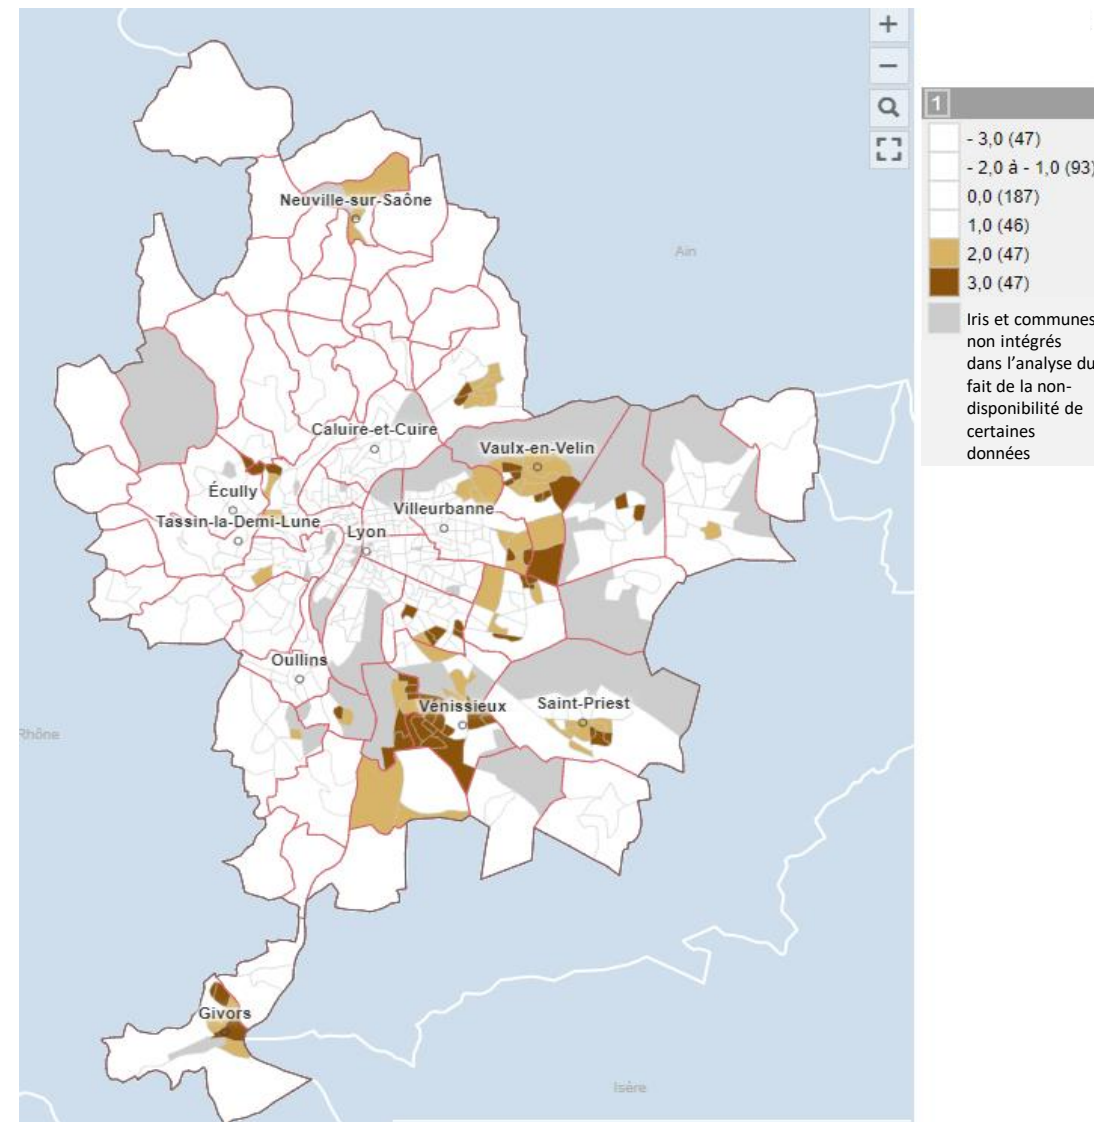 +
−
1
- 3,0 (47)
- 2,0 à - 1,0 (93)
0,0 (187)
1,0 (46)
2,0 (47)
3,0 (47)
Iris et communes
non intégrés
dans l’analyse du
fait de la non-
disponibilité de
certaines
données
Neuville-sur-Saône
Ain
Caluire-et-Cuire
Vaulx-en-Velin
Écully
Villeurbanne
Tassin-la-Demi-Lune
Lyon
Oullins
Vénissieux
Saint-Priest
Rhône
Givors
Isère